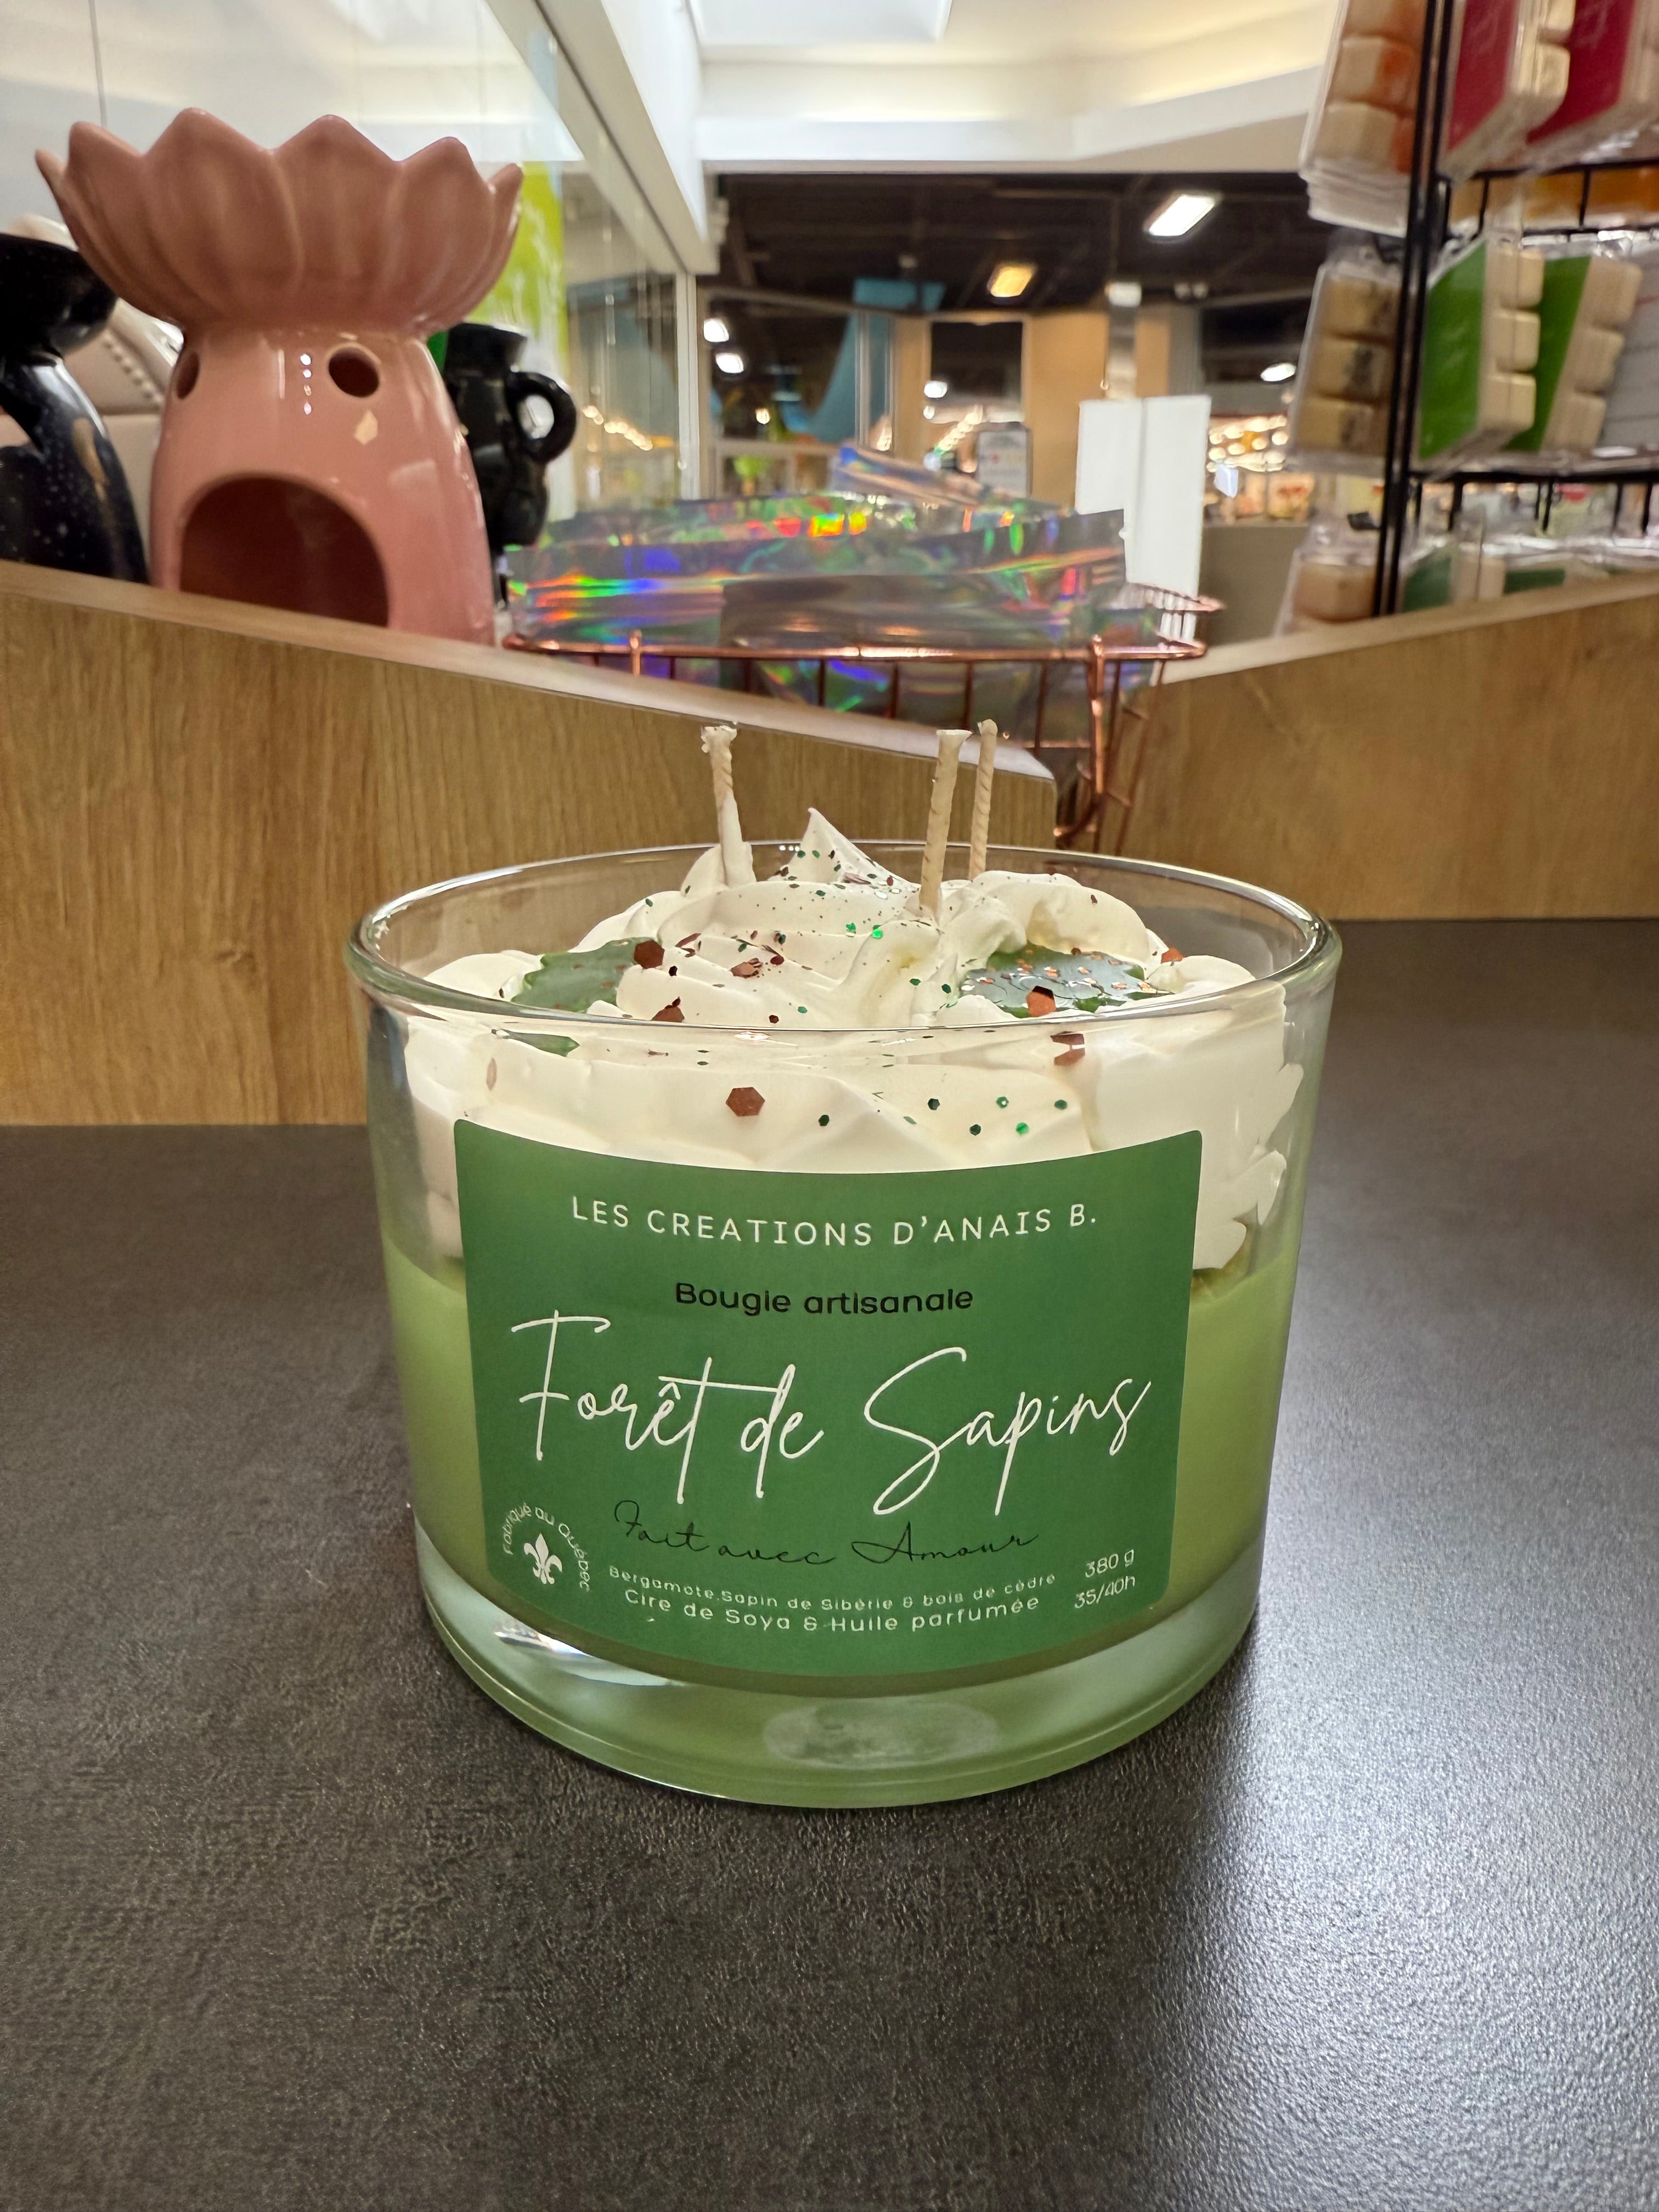 LES CREATIONS D'ANAIS B.
Bougie artisanale
Forêt de Sapins
Fait avec Amour
Fabriqué au Québec
Bergamote.Sapin de Sibérie & bois de cèdre
Cire de Soya & Huile parfumée
380 g
35/40h